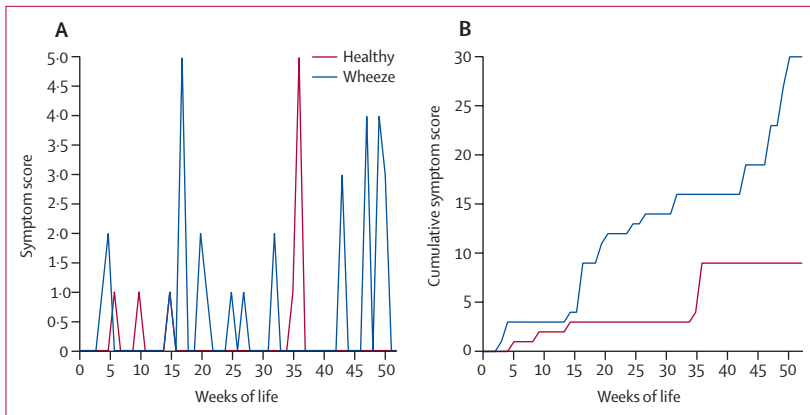 A
5·0
4·5
4·0
3·5
3·0
2·5
2·0
1·5
1·0
0·5
0
Symptom score
0 5 10 15 20 25 30 35 40 45 50
Weeks of life
Healthy
Wheeze
B
30
25
20
15
10
5
0
Cumulative symptom score
0 5 10 15 20 25 30 35 40 45 50
Weeks of life